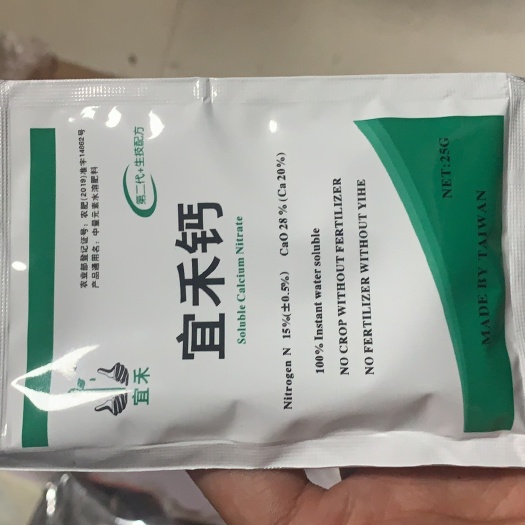 农业部登记证号：农肥(2018)准字14662号
产品通用名：中量元素水溶肥料
宜禾
第二代+生技配方
宜禾钙
Soluble Calcium Nitrate
Nitrogen N 15%(±0.5%) CaO 28%(Ca 20%)
100% Instant water soluble
NO CROP WITHOUT FERTILIZER
NO FERTILIZER WITHOUT YIHE
NET:25G
MADE BY TAIWAN